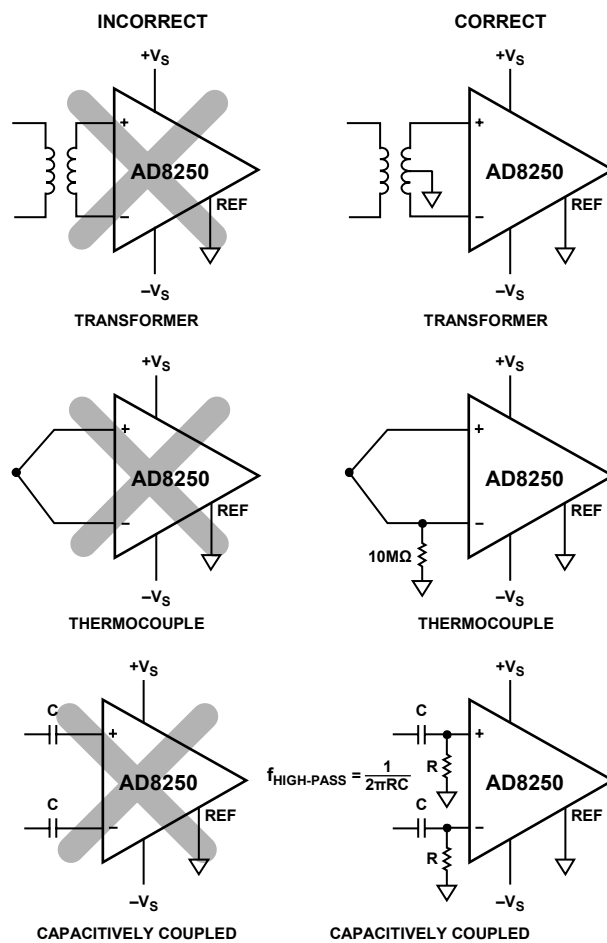 INCORRECT
CORRECT
+VS
+
AD8250
REF
−
−VS
TRANSFORMER
+VS
+
AD8250
REF
−
−VS
TRANSFORMER
+VS
+
AD8250
REF
−
−VS
THERMOCOUPLE
+VS
+
AD8250
REF
−
10MΩ
−VS
THERMOCOUPLE
+VS
C
+
AD8250
C
−
REF
−VS
CAPACITIVELY COUPLED
+VS
C
+
R
fHIGH-PASS = 1
2πRC
AD8250
C
−
REF
R
−VS
CAPACITIVELY COUPLED